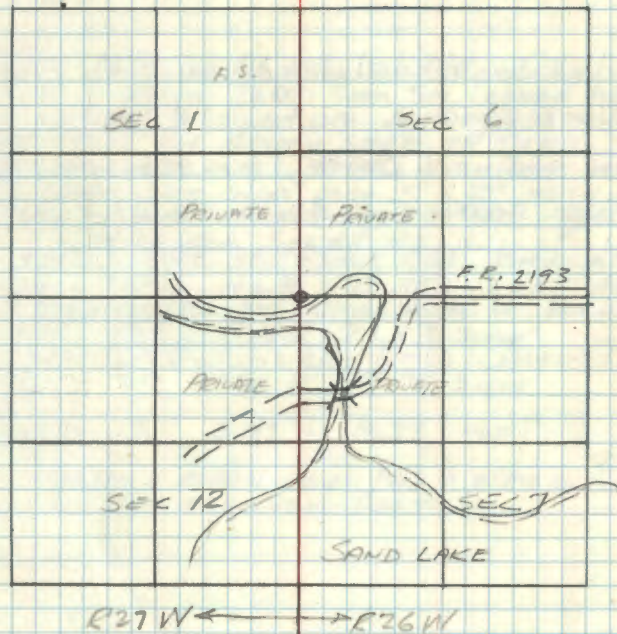 F.S.
SEC 1 SEC 6
PRIVATE PRIVATE
F.R. 2193
PRIVATE PRIVATE
SEC 12 SEC 7
SAND LAKE
R27W R26W